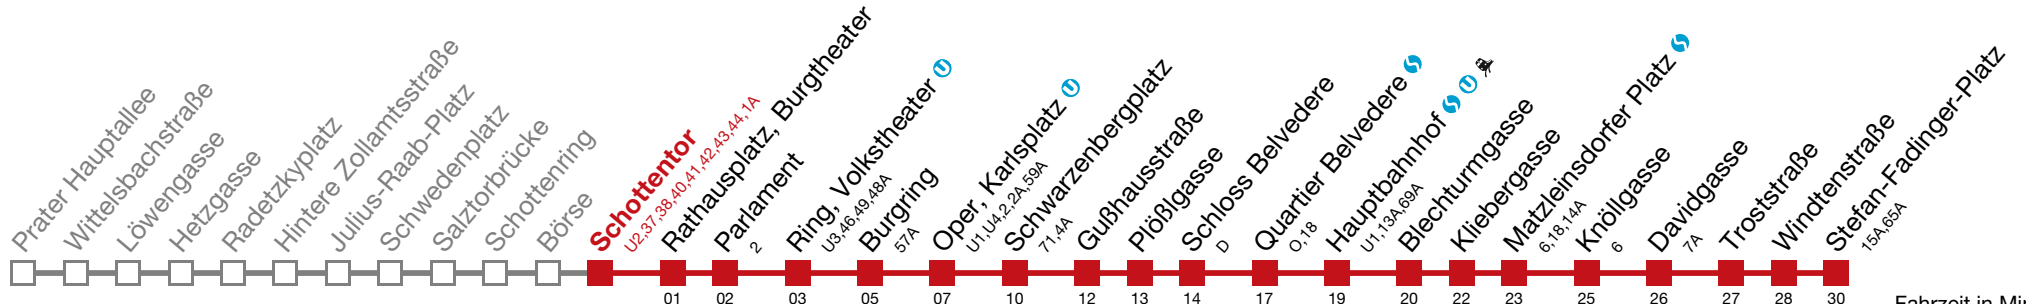 Prater Hauptallee
Wittelsbachstraße
Löwengasse
Hetzgasse
Radetzkyplatz
Hintere Zollamtsstraße
Julius-Raab-Platz
Schwedenplatz
Salztorbrücke
Schottenring
Börse
Schottentor
U2,37,38,40,41,42,43,44,1A
Rathausplatz, Burgtheater
Parlament
2
Ring, Volkstheater U
U3,46,49,48A
Burgring
57A
Oper, Karlsplatz U
U1,U4,2,2A,59A
Schwarzenbergplatz
71,4A
Gußhausstraße
Plößlgasse
Schloss Belvedere
D
Quartier Belvedere
O,18
Hauptbahnhof U
U1,13A,69A
Blechturmgasse
Kliebergasse
Matzleinsdorfer Platz
6,18,14A
Knöllgasse
6
Davidgasse
7A
Troststraße
Windtenstraße
Stefan-Fadinger-Platz
15A,65A
01 02 03 05 07 10 12 13 14 17 19 20 22 23 25 26 27 28 30
Fahrzeit in